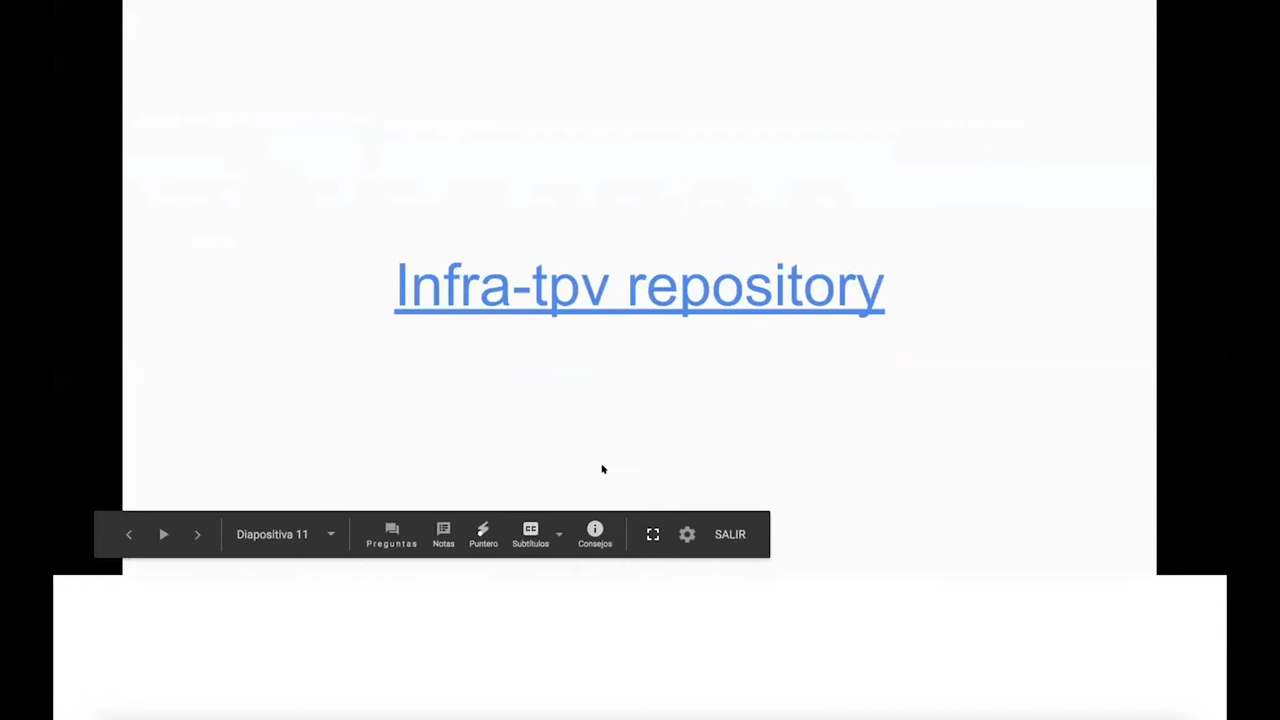 Infra-tpv repository
Diapositiva 11
Preguntas
Notas
Puntero
Subtítulos
Consejos
SALIR